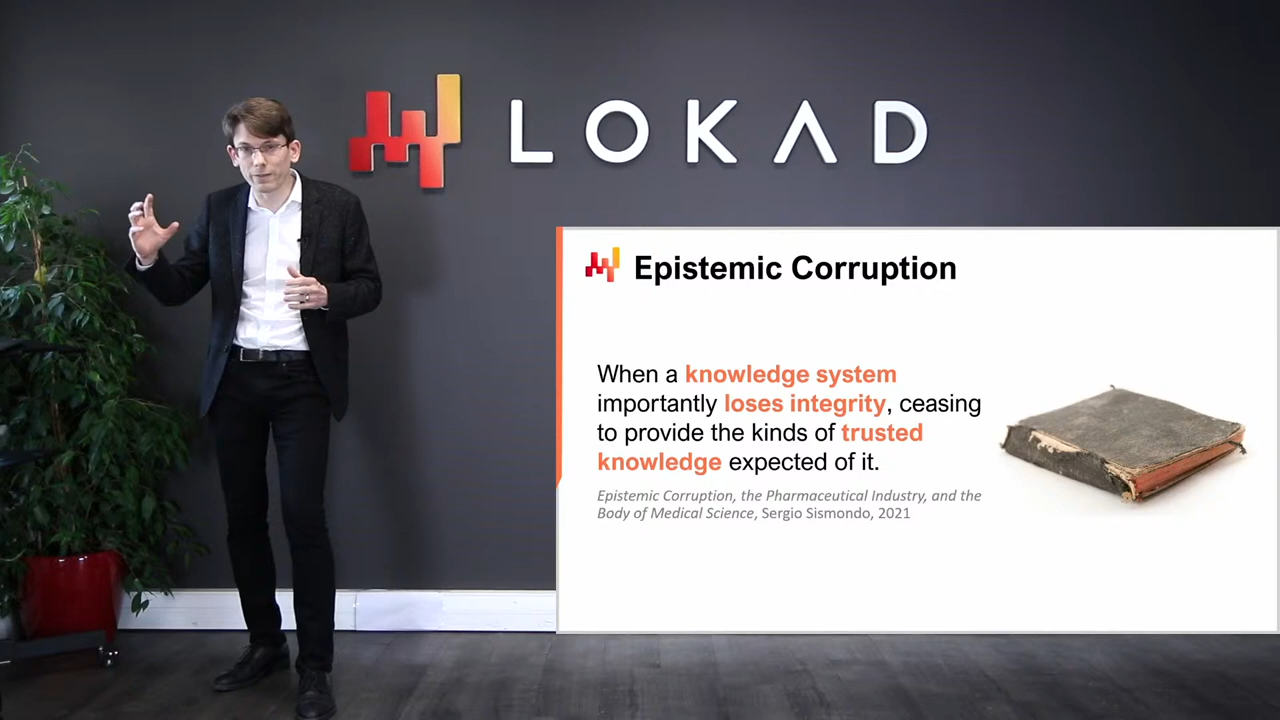 LOKAD
Epistemic Corruption
When a knowledge system
importantly loses integrity, ceasing
to provide the kinds of trusted
knowledge expected of it.
Epistemic Corruption, the Pharmaceutical Industry, and the
Body of Medical Science, Sergio Sismondo, 2021